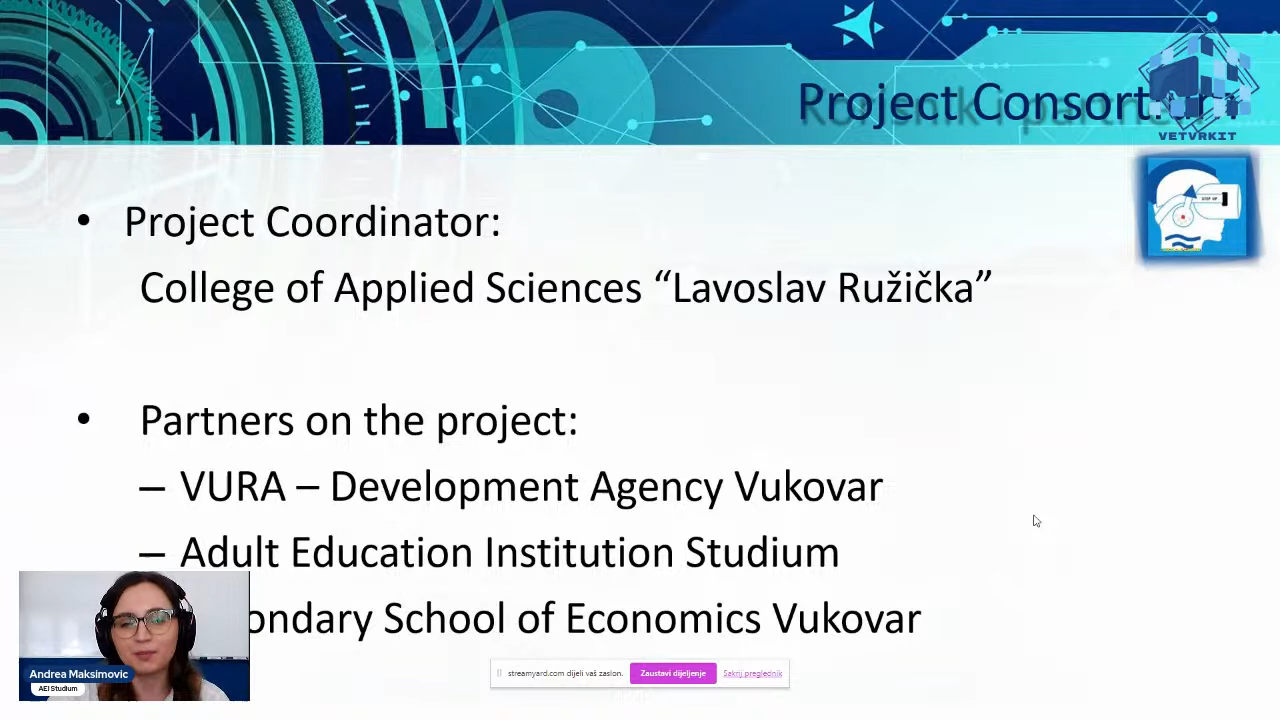 Project Consort
VETVRKIT
STEP UP
• Project Coordinator:
College of Applied Sciences “Lavoslav Ružička”
• Partners on the project:
– VURA – Development Agency Vukovar
– Adult Education Institution Studium
ondary School of Economics Vukovar
Andrea Maksimovic
AEI Studium
streamyard.com dijeli vaš zaslon. Zaustavi dijeljenje Sakrij preglednik